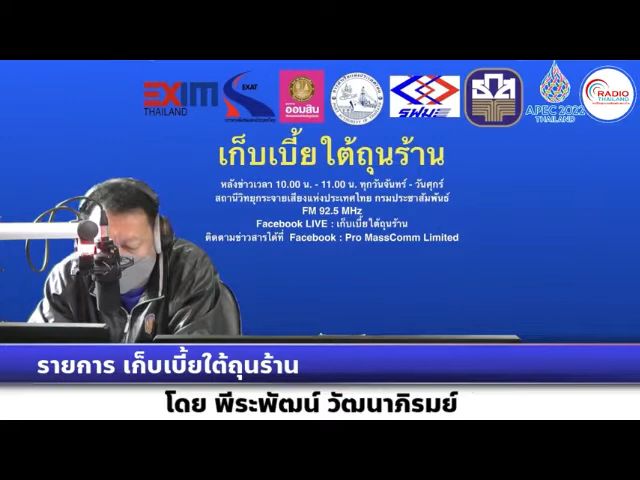 EXIM
THAILAND
EXAT
ออมสิน
รฟม
APEC 2022
THAILAND
RADIO
THAILAND
เก็บเบี้ยใต้ถุนร้าน
หลังข่าวเวลา 10.00 น. - 11.00 น. ทุกวันจันทร์ - วันศุกร์
สถานีวิทยุกระจายเสียงแห่งประเทศไทย กรมประชาสัมพันธ์
FM 92.5 MHz
Facebook LIVE : เก็บเบี้ยใต้ถุนร้าน
ติดตามข่าวสารได้ที่ Facebook : Pro MassComm Limited
รายการ เก็บเบี้ยใต้ถุนร้าน
โดย พีระพัฒน์ วัฒนาภิรมย์